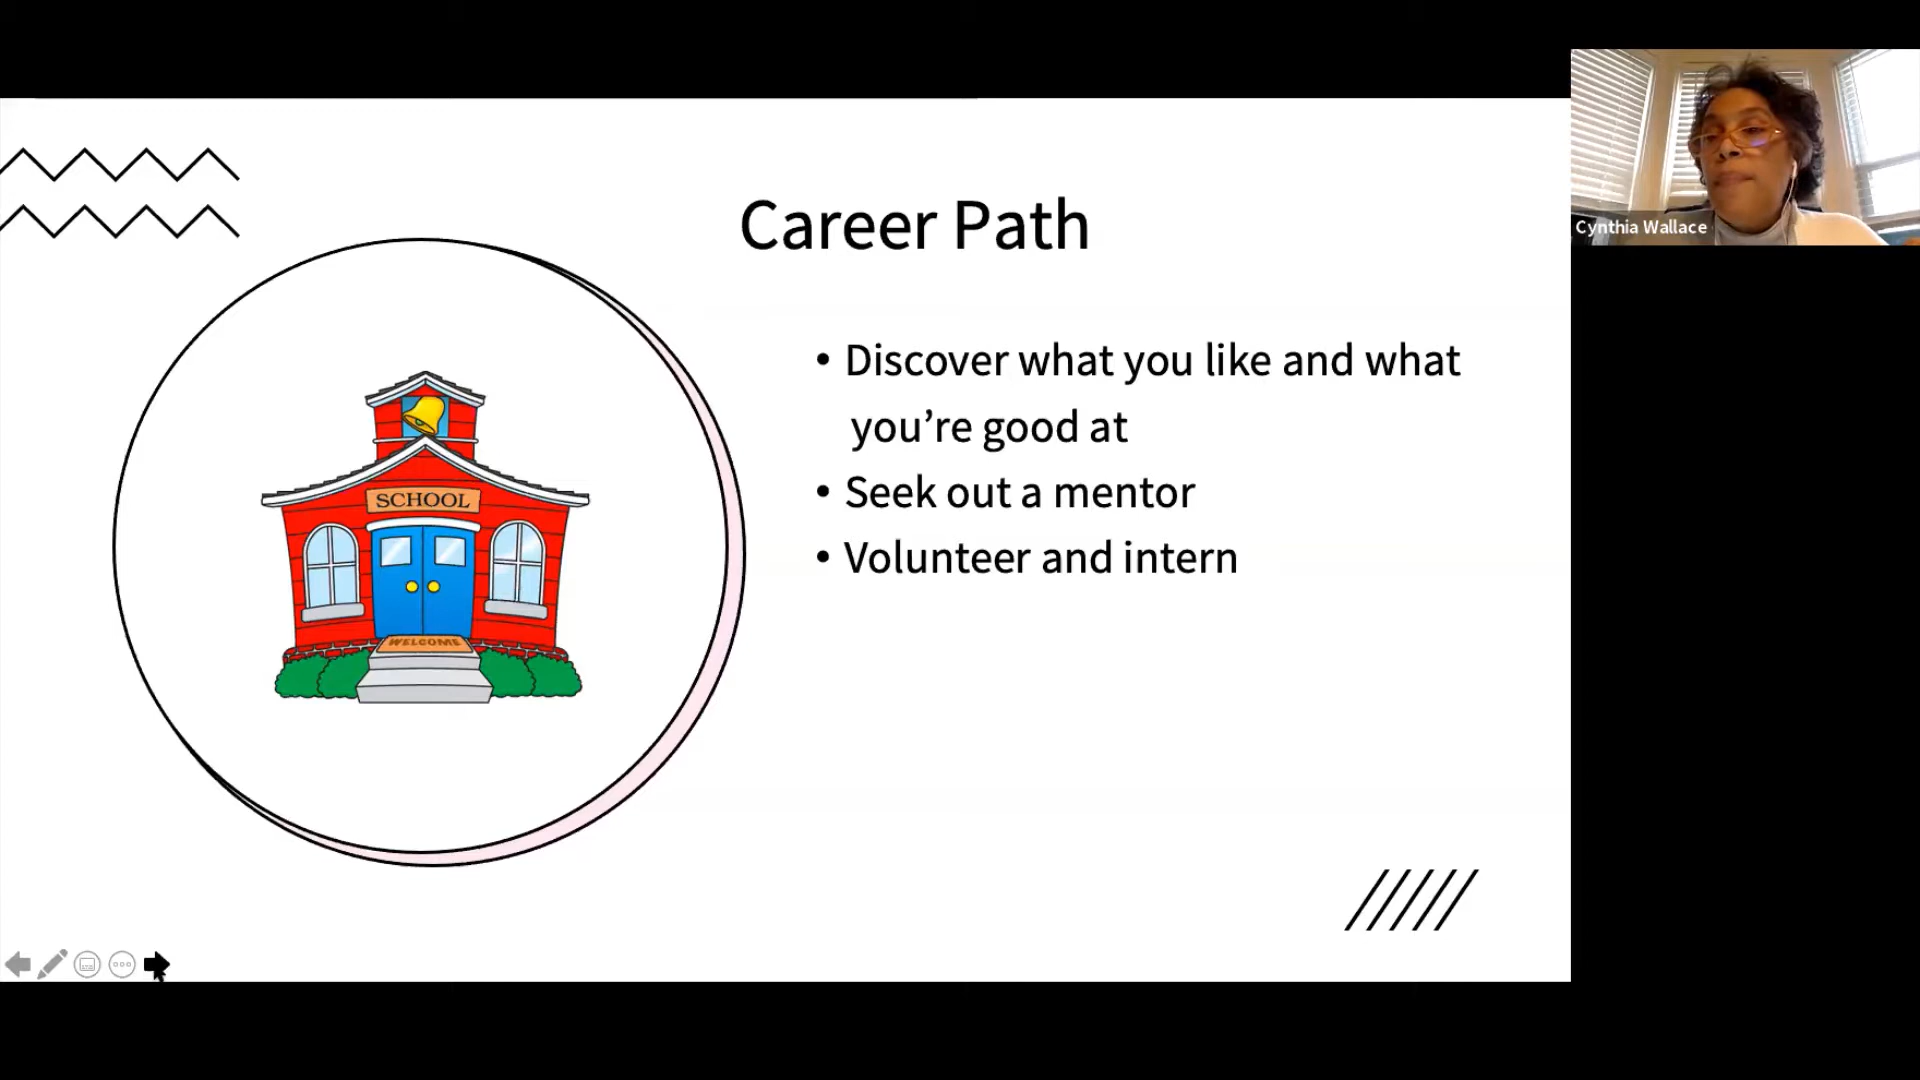 Career Path
• Discover what you like and what
you’re good at
• Seek out a mentor
• Volunteer and intern
SCHOOL
WELCOME
Cynthia Wallace